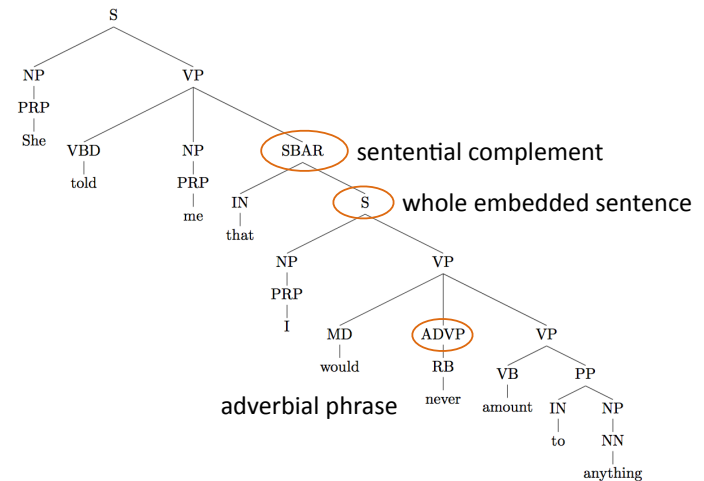 S
NP VP
PRP
She VBD NP SBAR sentential complement
told PRP
me IN S whole embedded sentence
that
NP VP
PRP
I MD ADVP VP
would RB VB PP
adverbial phrase never amount IN NP
to NN
anything